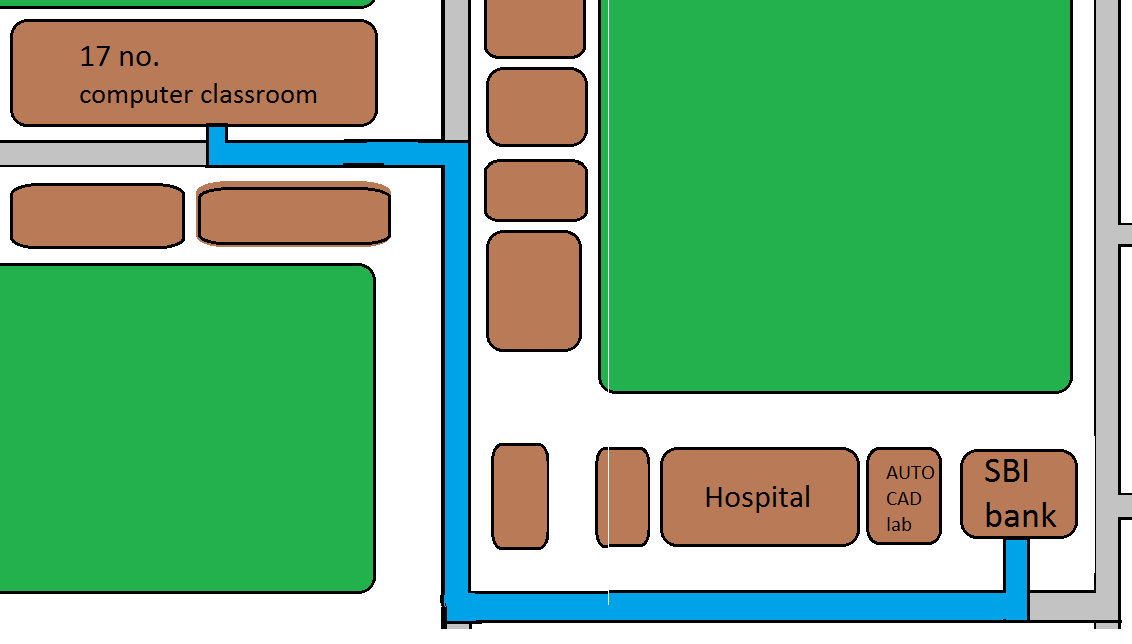 17 no.
computer classroom
Hospital
AUTO
CAD
lab
SBI
bank